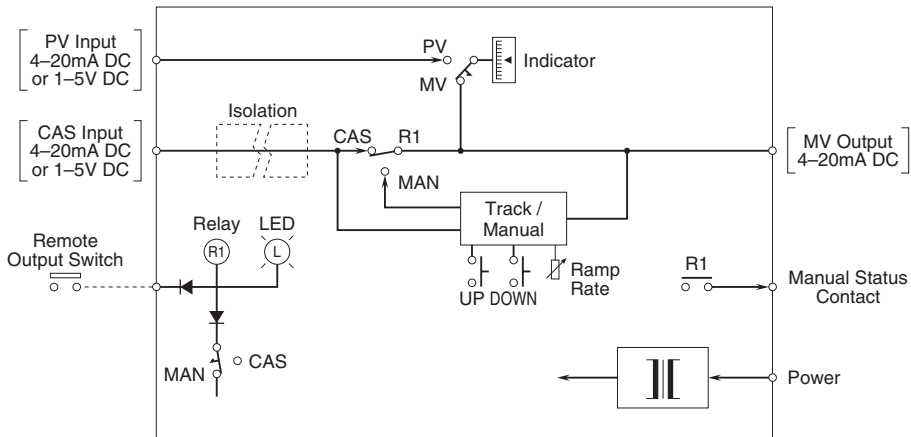 PV Input
4–20mA DC
or 1–5V DC
PV
MV
Indicator
Isolation
CAS Input
4–20mA DC
or 1–5V DC
CAS
R1
MAN
MV Output
4–20mA DC
Track /
Manual
Relay
LED
R1
L
Remote
Output Switch
UP
DOWN
Ramp
Rate
R1
Manual Status
Contact
MAN
CAS
Power